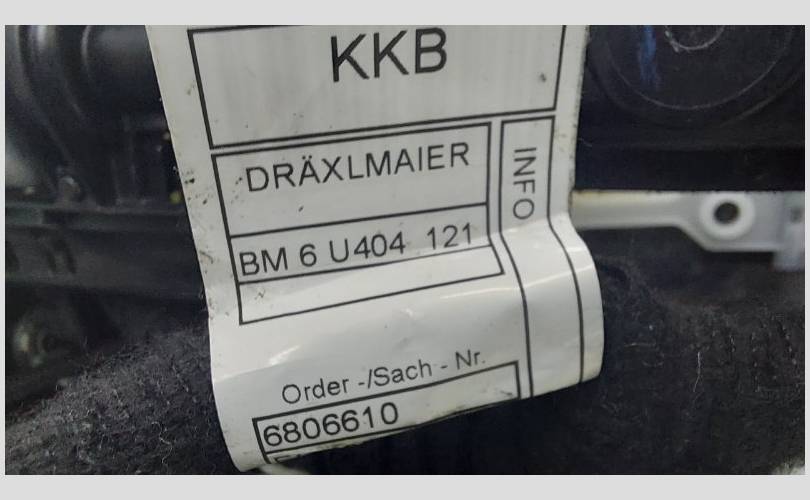 KKB
DRÄXLMAIER
INFO
BM 6 U404 121
Order -/Sach - Nr.
6806610